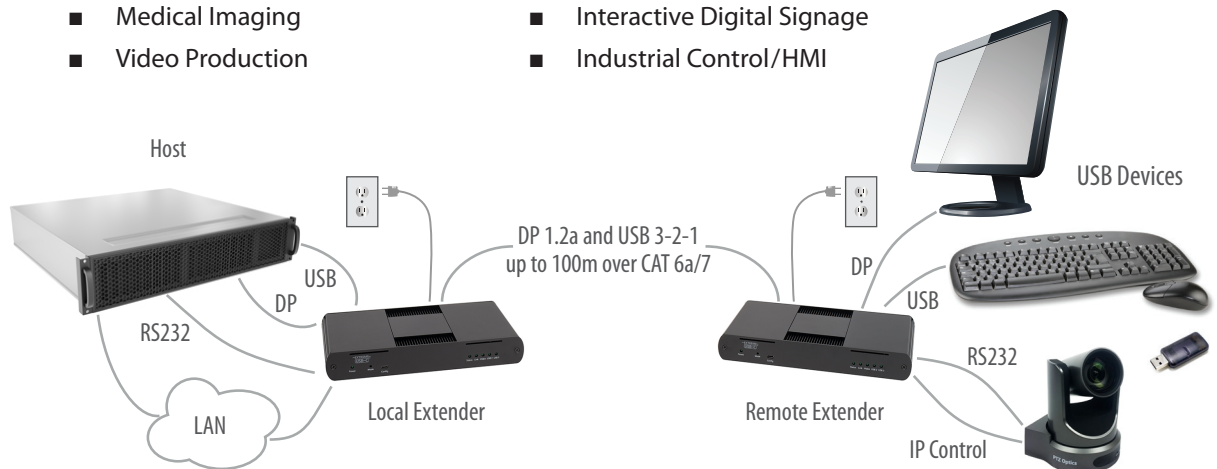 ■ Medical Imaging
■ Video Production
■ Interactive Digital Signage
■ Industrial Control/HMI
Host
USB Devices
DP 1.2a and USB 3-2-1
up to 100m over CAT 6a/7
USB
DP
RS232
LAN
Local Extender
DP
USB
RS232
Remote Extender
IP Control
PTZ Optics